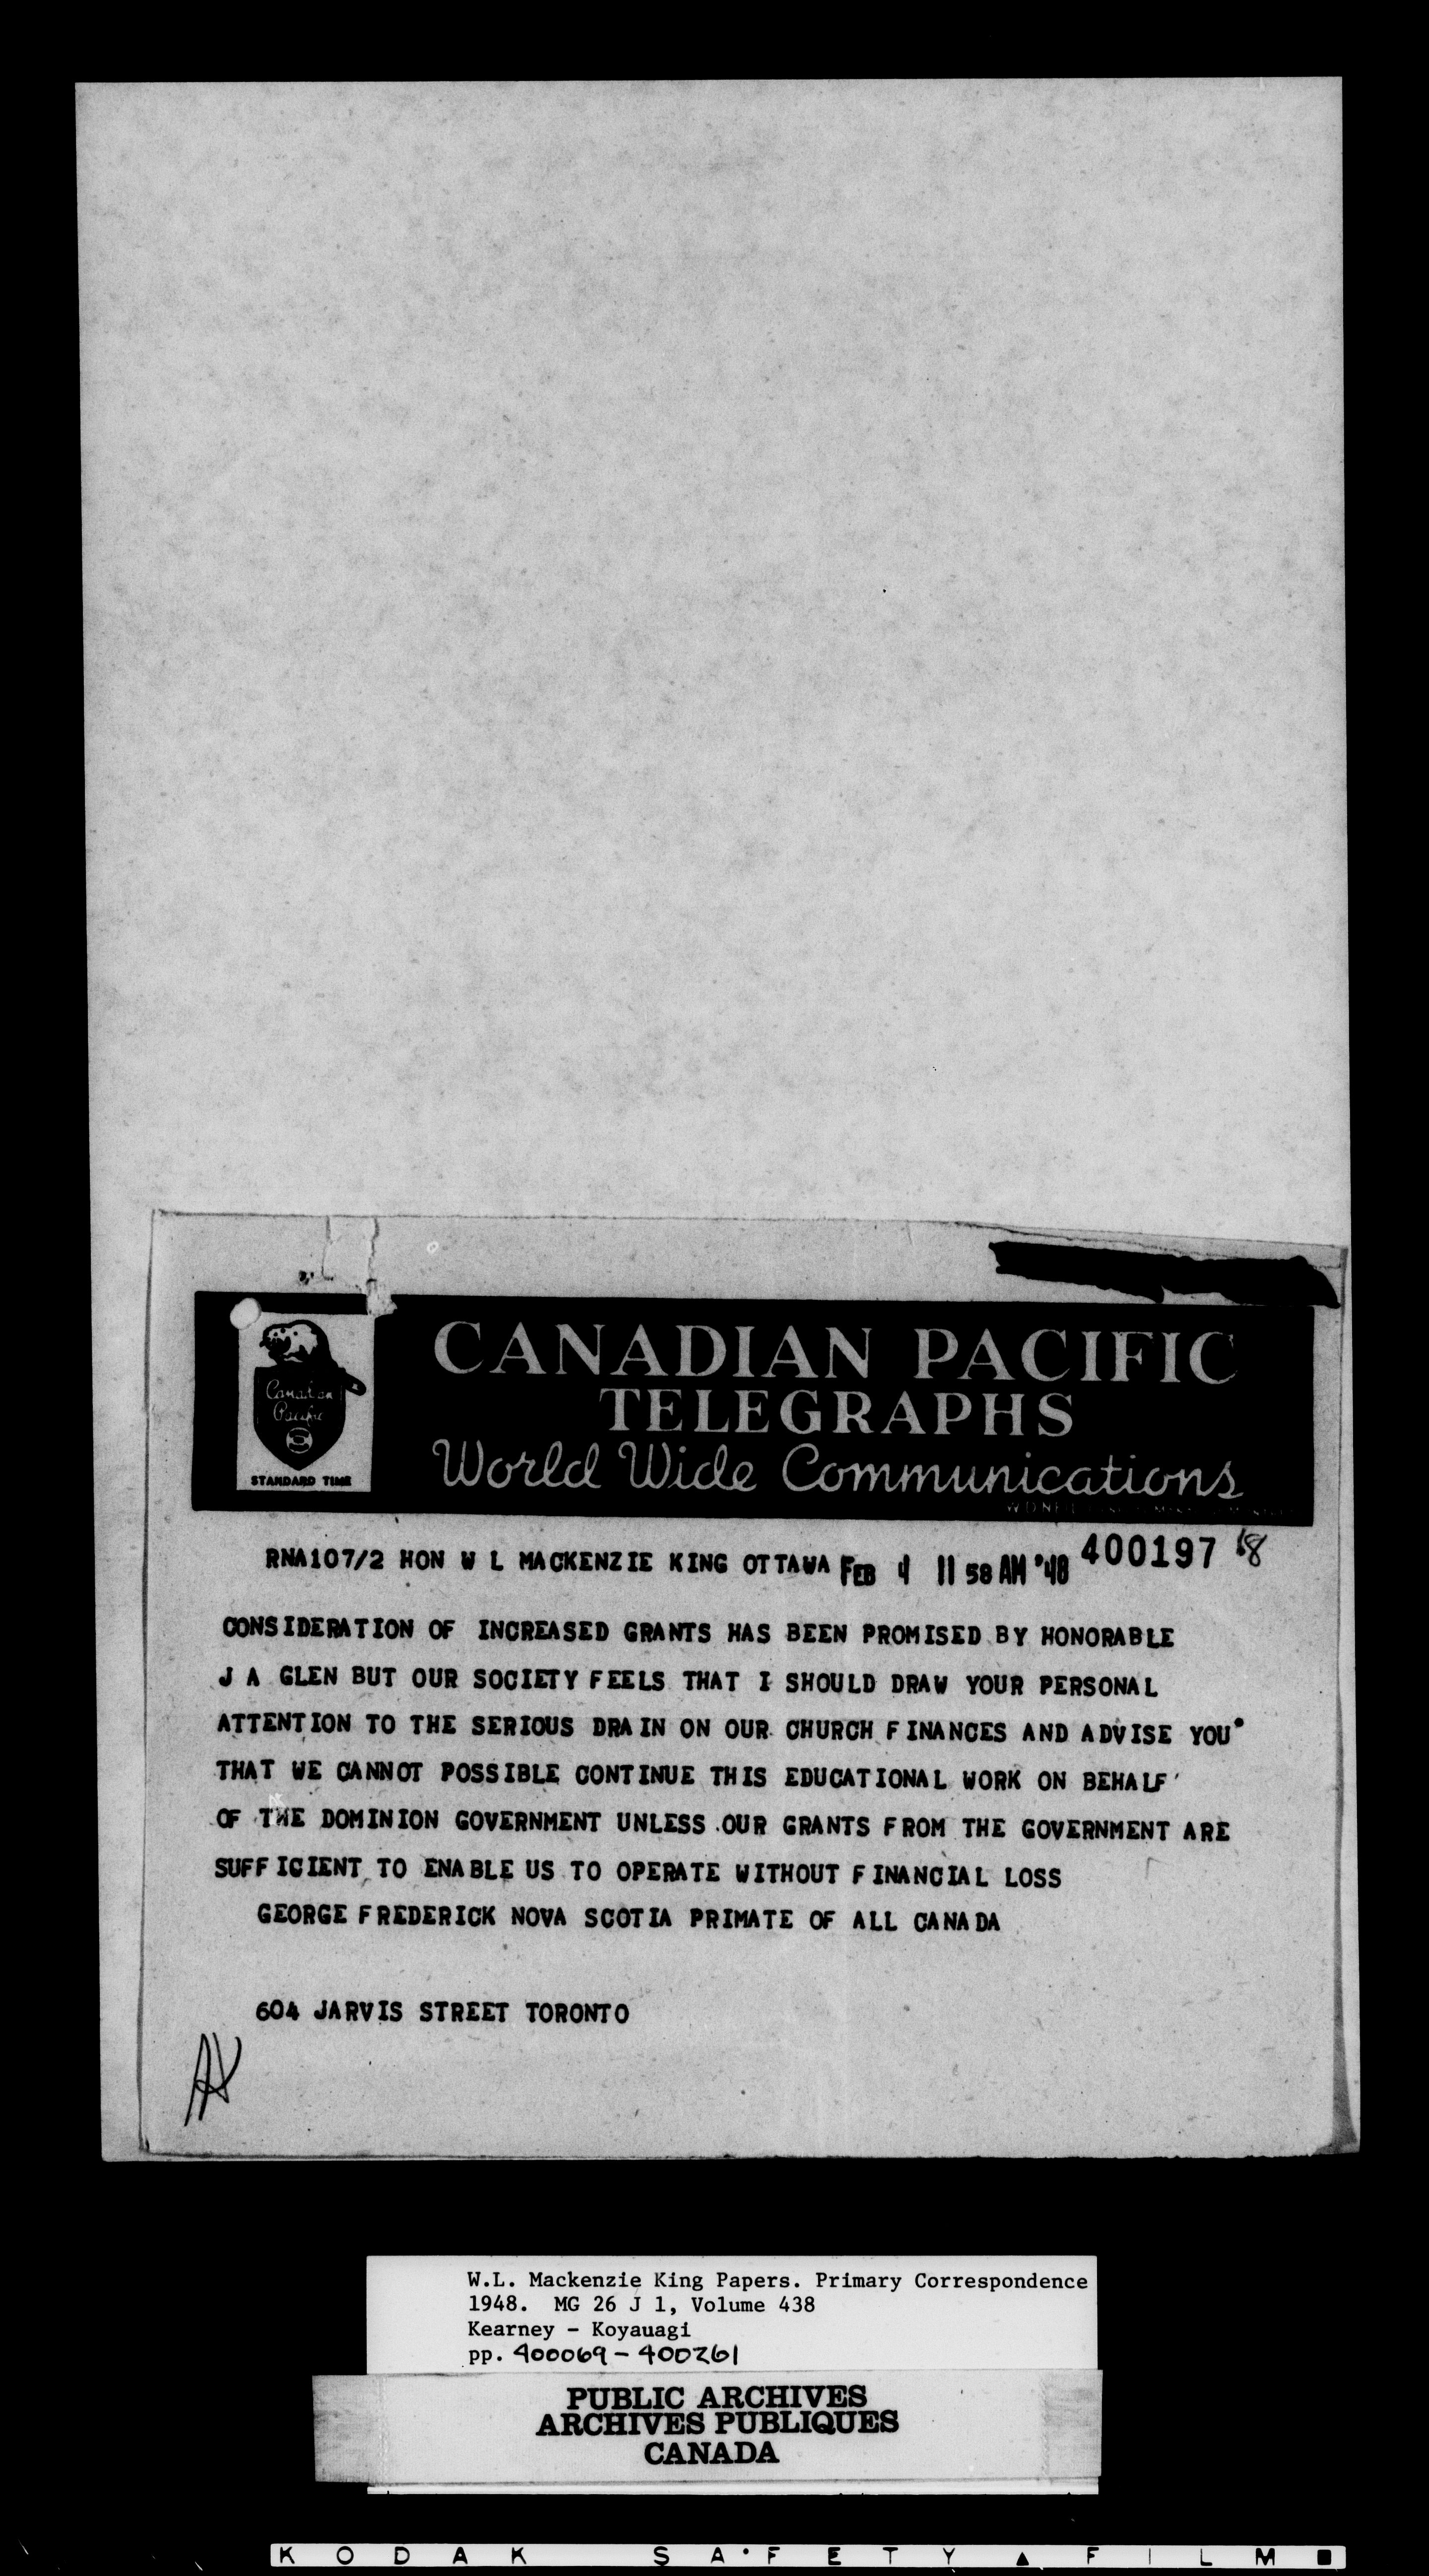 Canadian
Pacific
STANDARD TIME
CANADIAN PACIFIC
TELEGRAPHS
World Wide Communications
RNA107/2 HON W L MACKENZIE KING OTTAWA FEB 4 11 58 AM '48 400197
CONSIDERATION OF INCREASED GRANTS HAS BEEN PROMISED BY HONORABLE
J A GLEN BUT OUR SOCIETY FEELS THAT I SHOULD DRAW YOUR PERSONAL
ATTENTION TO THE SERIOUS DRAIN ON OUR CHURCH FINANCES AND ADVISE YOU
THAT WE CANNOT POSSIBLE CONTINUE THIS EDUCATIONAL WORK ON BEHALF
OF THE DOMINION GOVERNMENT UNLESS OUR GRANTS FROM THE GOVERNMENT ARE
SUFFICIENT TO ENABLE US TO OPERATE WITHOUT FINANCIAL LOSS
GEORGE FREDERICK NOVA SCOTIA PRIMATE OF ALL CANADA
604 JARVIS STREET TORONTO
W.L. Mackenzie King Papers. Primary Correspondence
1948. MG 26 J 1, Volume 438
Kearney - Koyauagi
pp. 400069 - 400261
PUBLIC ARCHIVES
ARCHIVES PUBLIQUES
CANADA
KODAK SAFETY FILM